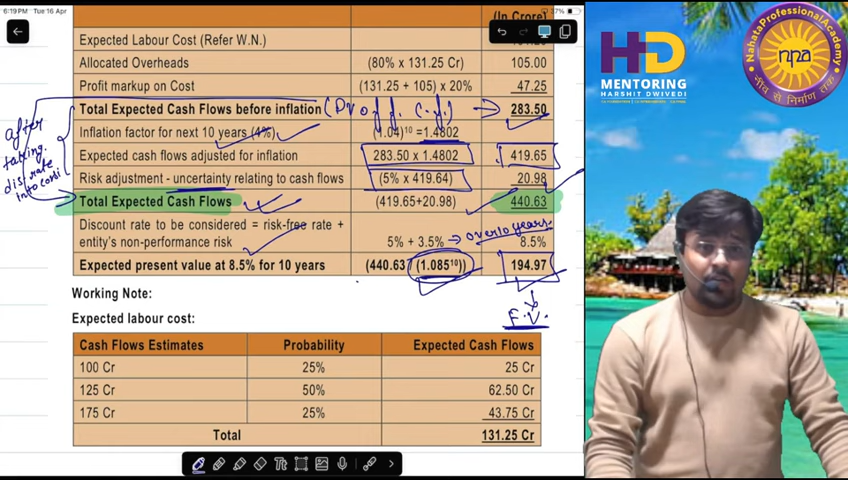 6:19PM Tue 16 Apr
37%
(In Crore)
Expected Labour Cost (Refer W.N.)
Allocated Overheads (80% x 131.25 Cr) 105.00
Profit markup on Cost (131.25 + 105) x 20% 47.25
Total Expected Cash Flows before inflation (PV of f. c.f.) → 283.50
Inflation factor for next 10 years (4%) (1.04)^10 =1.4802
Expected cash flows adjusted for inflation 283.50 x 1.4802 419.65
Risk adjustment - uncertainty relating to cash flows (5% x 419.64) 20.98
Total Expected Cash Flows (419.65+20.98) 440.63
Discount rate to be considered = risk-free rate + entity's non-performance risk 5% + 3.5% → over 10 years 8.5%
Expected present value at 8.5% for 10 years (440.63 (1.085^10)) 194.97
F.V.
After
taking
dis. rate
into consi
Working Note:
Expected labour cost:
Cash Flows Estimates Probability Expected Cash Flows
100 Cr 25% 25 Cr
125 Cr 50% 62.50 Cr
175 Cr 25% 43.75 Cr
Total 131.25 Cr
HD
MENTORING
HARSHIT DWIVEDI
NahataProfessionalAcademy
npa
नींव से निर्माण तक